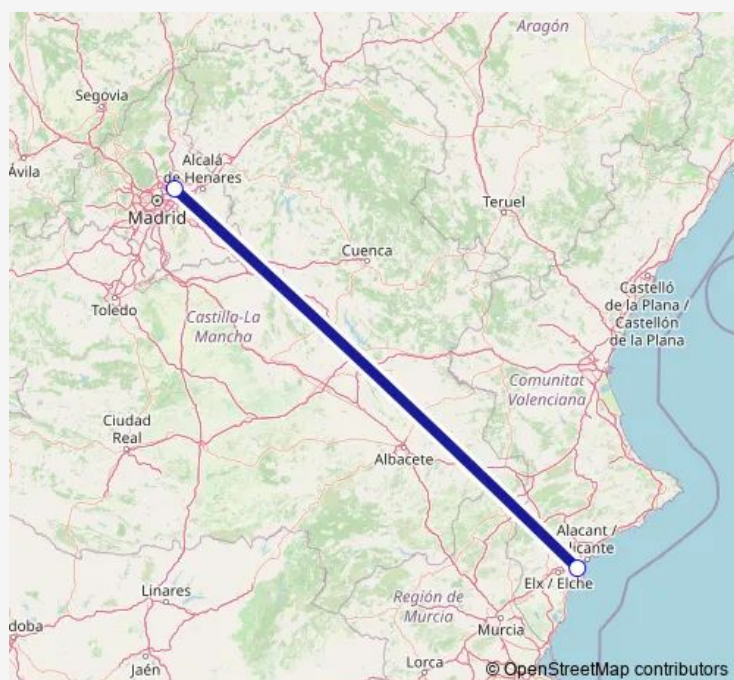 Aragón
Segovia
Ávila
Alcalá
de Henares
Madrid
Teruel
Cuenca
Castelló
de la Plana /
Castellón
de la Plana
Toledo
Castilla-La
Mancha
Comunitat
Valenciana
Ciudad
Real
Albacete
Alacant /
licante
Elx / Elche
Linares
Región de
Murcia
Murcia
doba
Jaén
Lorca
© OpenStreetMap contributors